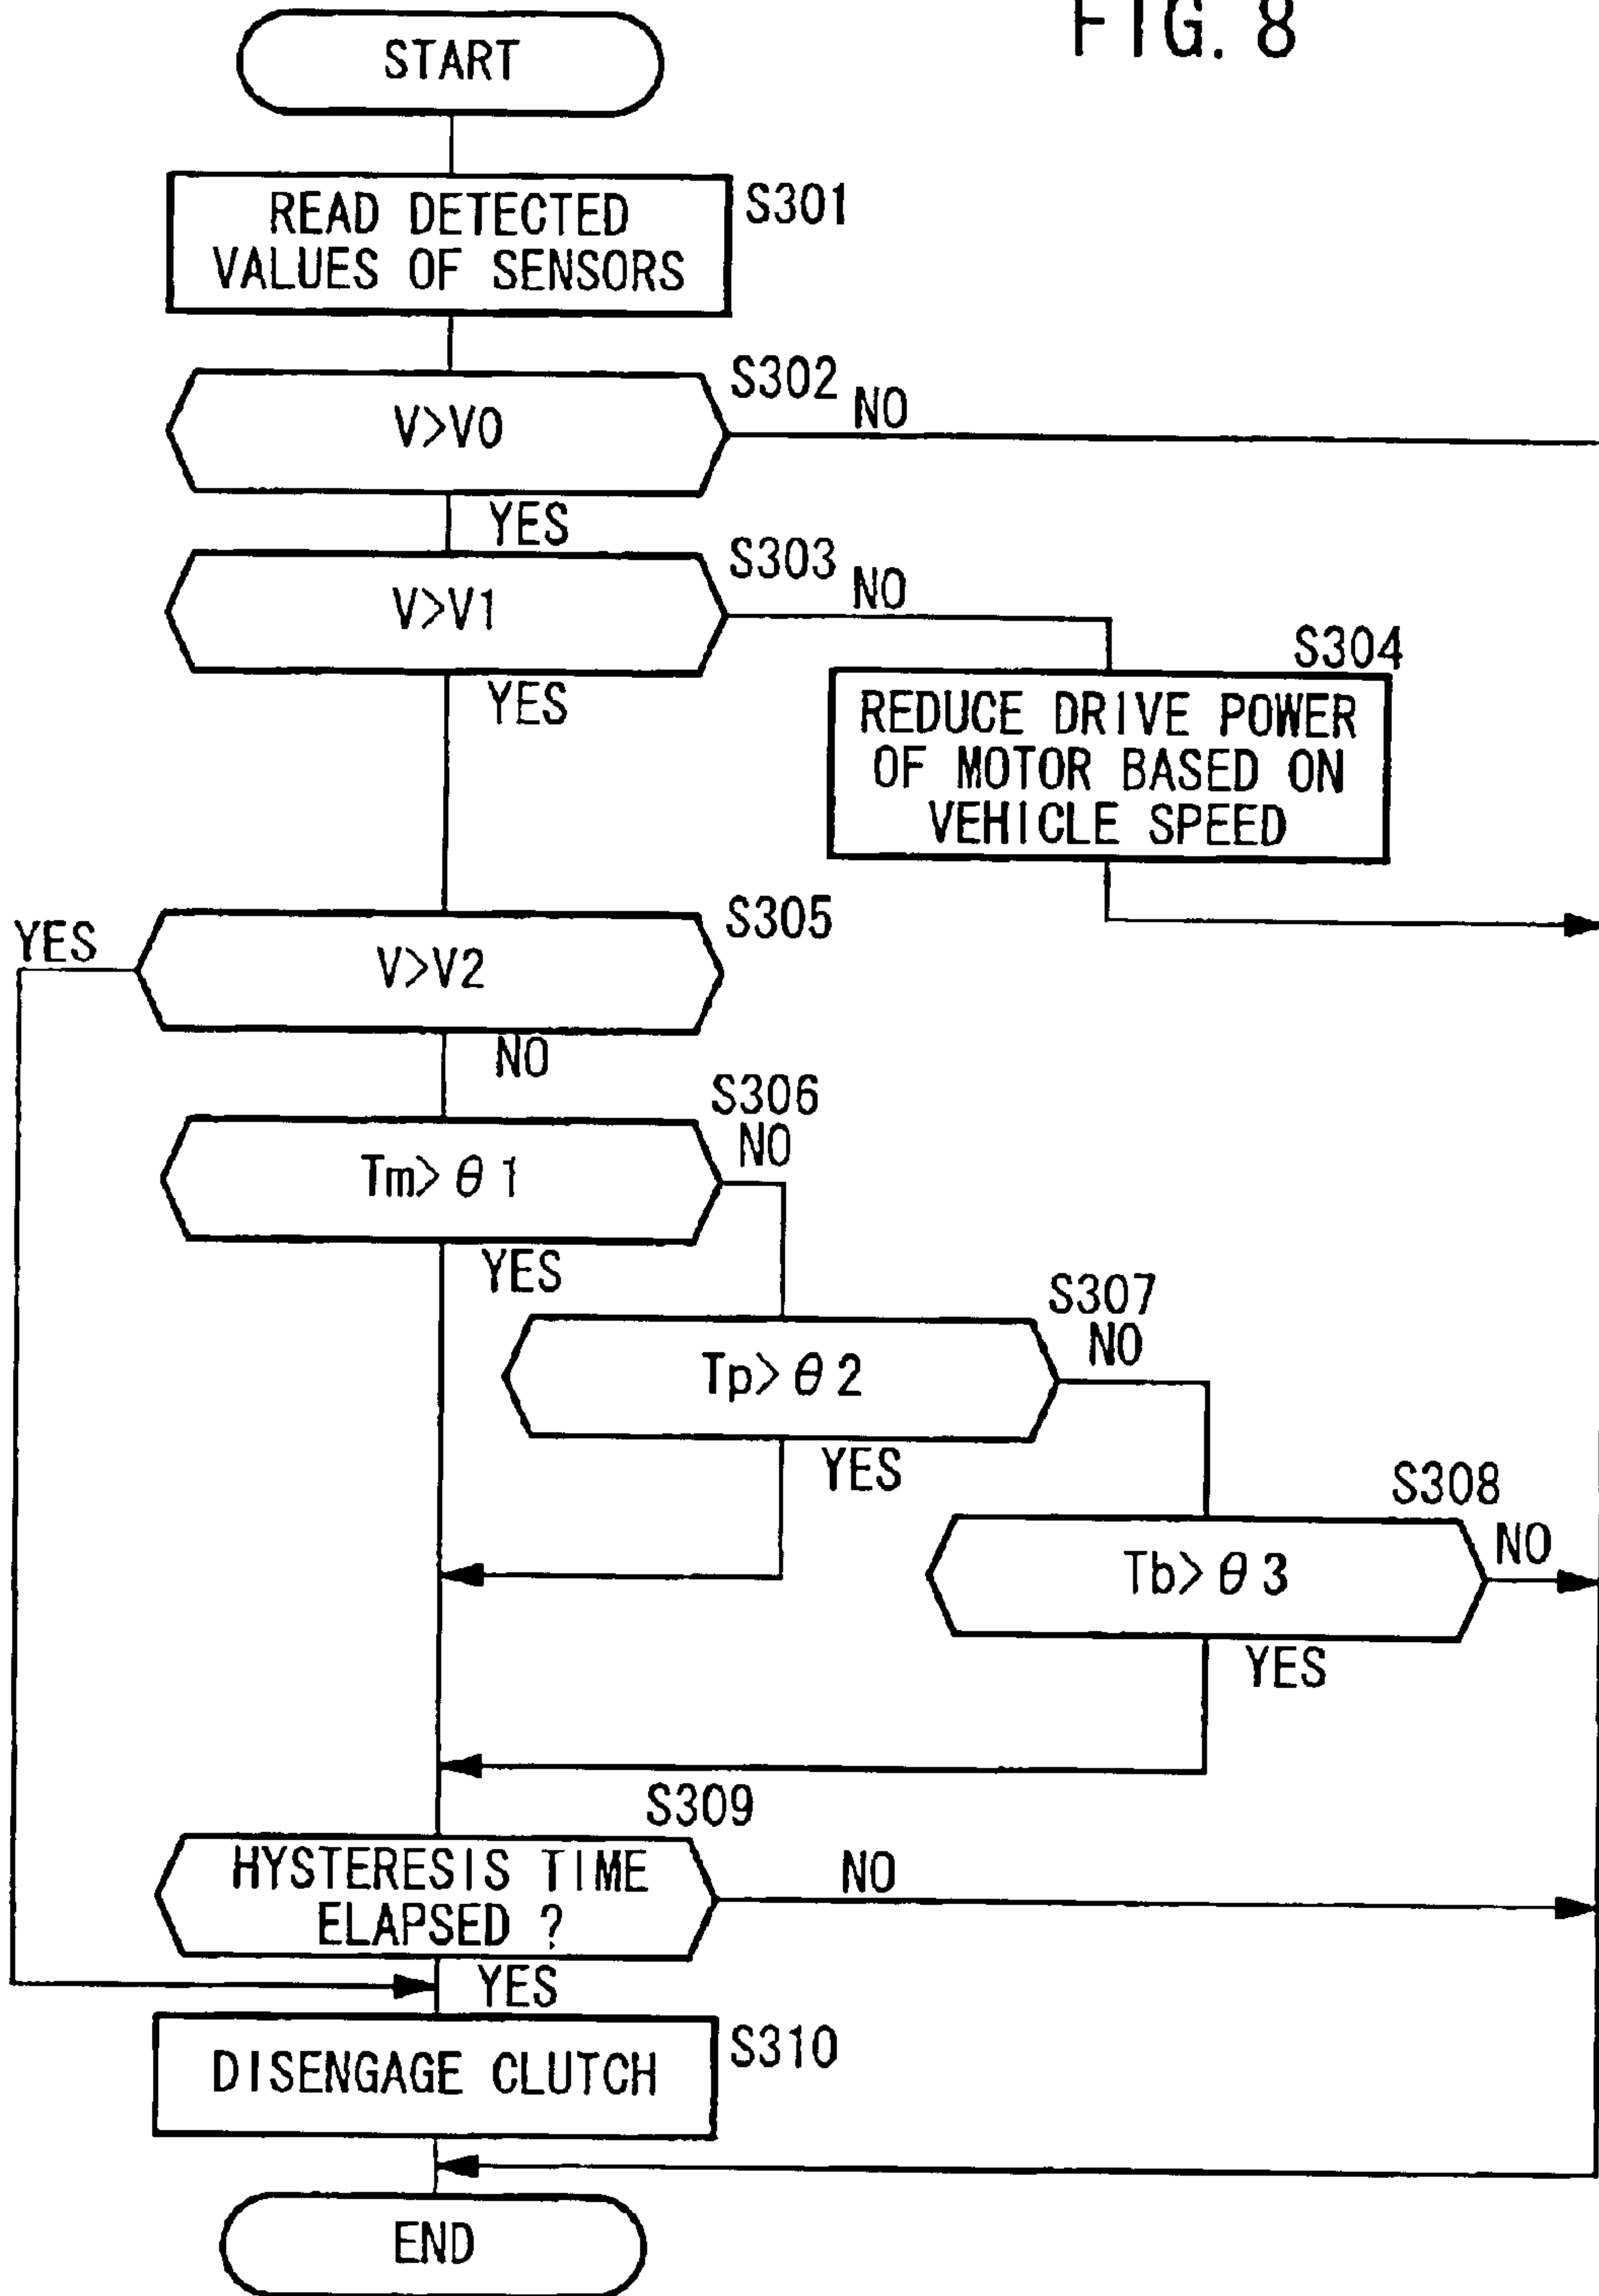 FIG. 8
START
READ DETECTED
VALUES OF SENSORS
S301
S302
V>V0
NO
YES
S303
V>V1
NO
YES
S304
REDUCE DRIVE POWER
OF MOTOR BASED ON
VEHICLE SPEED
S305
YES
V>V2
NO
S306
NO
Tm>θ1
YES
S307
NO
Tp>θ2
YES
S308
NO
Tb>θ3
YES
S309
HYSTERESIS TIME
ELAPSED ?
NO
YES
DISENGAGE CLUTCH
S310
END